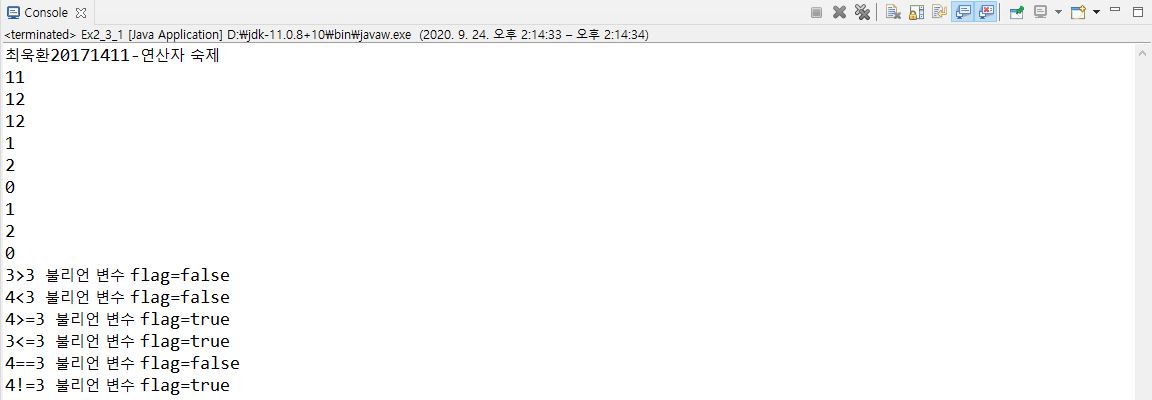 Console
<terminated> Ex2_3_1 [Java Application] D:₩jdk-11.0.8+10₩bin₩javaw.exe (2020. 9. 24. 오후 2:14:33 – 오후 2:14:34)
최욱환20171411-연산자 숙제
11
12
12
1
2
0
1
2
0
3>3 불리언 변수 flag=false
4<3 불리언 변수 flag=false
4>=3 불리언 변수 flag=true
3<=3 불리언 변수 flag=true
4==3 불리언 변수 flag=false
4!=3 불리언 변수 flag=true